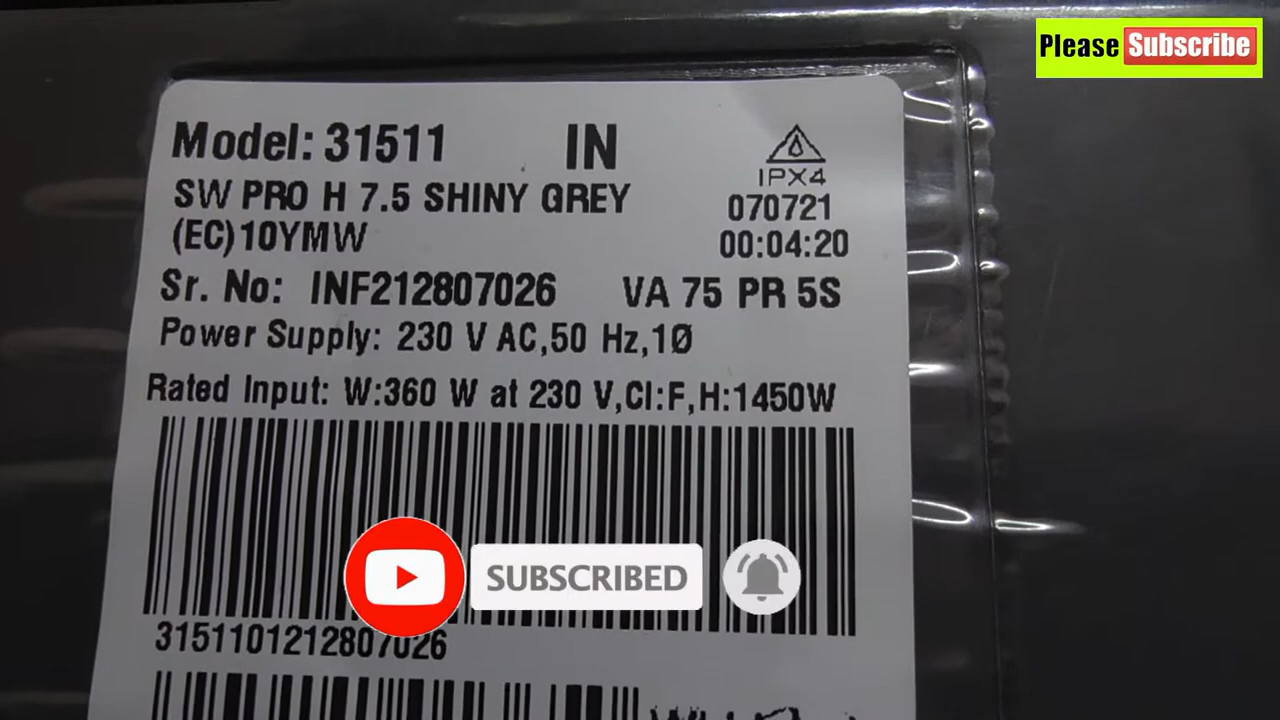 Please Subscribe
Model: 31511 IN
IPX4
SW PRO H 7.5 SHINY GREY
070721
(EC)10YMW
00:04:20
Sr. No: INF212807026 VA 75 PR 5S
Power Supply: 230 V AC,50 Hz,1Ø
Rated Input: W:360 W at 230 V,Cl:F,H:1450W
SUBSCRIBED
3151101212807026